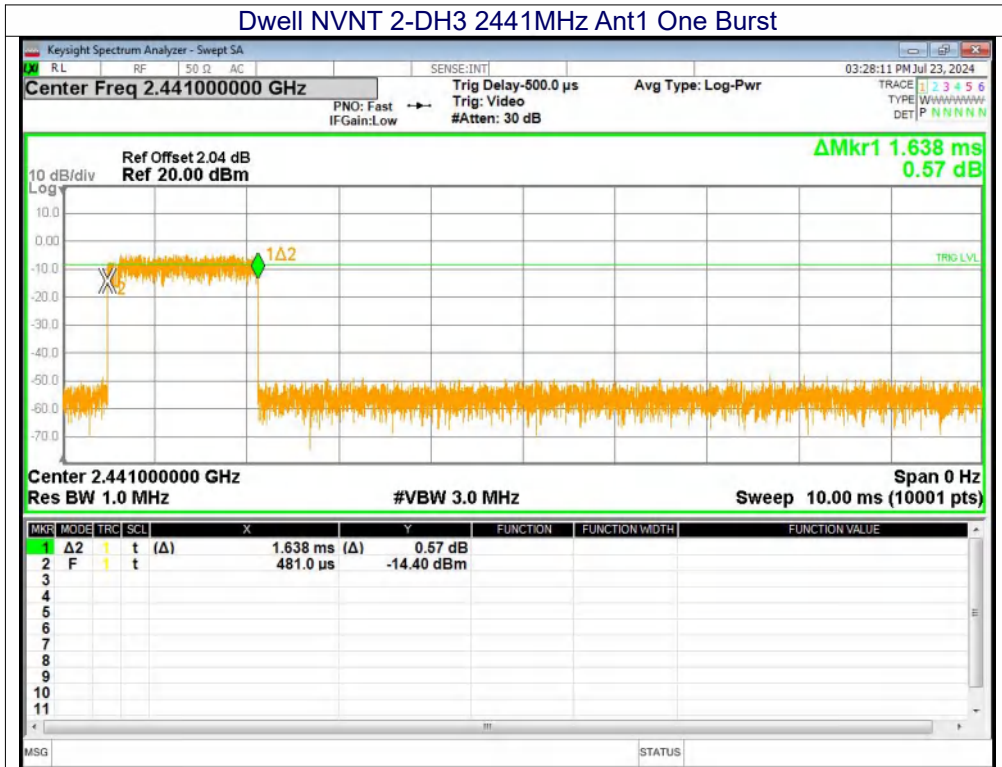 Dwell NVNT 2-DH3 2441MHz Ant1 One Burst
Keysight Spectrum Analyzer - Swept SA
LXI RL RF 50 Ω AC SENSE:INT 03:28:11 PM Jul 23, 2024
Center Freq 2.441000000 GHz Trig Delay-500.0 µs Avg Type: Log-Pwr TRACE 1 2 3 4 5 6
PNO: Fast Trig: Video TYPE WWWWWWW
IFGain:Low #Atten: 30 dB DET P N N N N N
ΔMkr1 1.638 ms
0.57 dB
Ref Offset 2.04 dB
10 dB/div Ref 20.00 dBm
Log
10.0
0.00
-10.0
-20.0
-30.0
-40.0
-50.0
-60.0
-70.0
1Δ2
2
TRIG LVL
Center 2.441000000 GHz Span 0 Hz
Res BW 1.0 MHz #VBW 3.0 MHz Sweep 10.00 ms (10001 pts)
MKR MODE TRC SCL X Y FUNCTION FUNCTION WIDTH FUNCTION VALUE
1 Δ2 1 t (Δ) 1.638 ms (Δ) 0.57 dB
2 F 1 t 481.0 µs -14.40 dBm
3
4
5
6
7
8
9
10
11
MSG STATUS